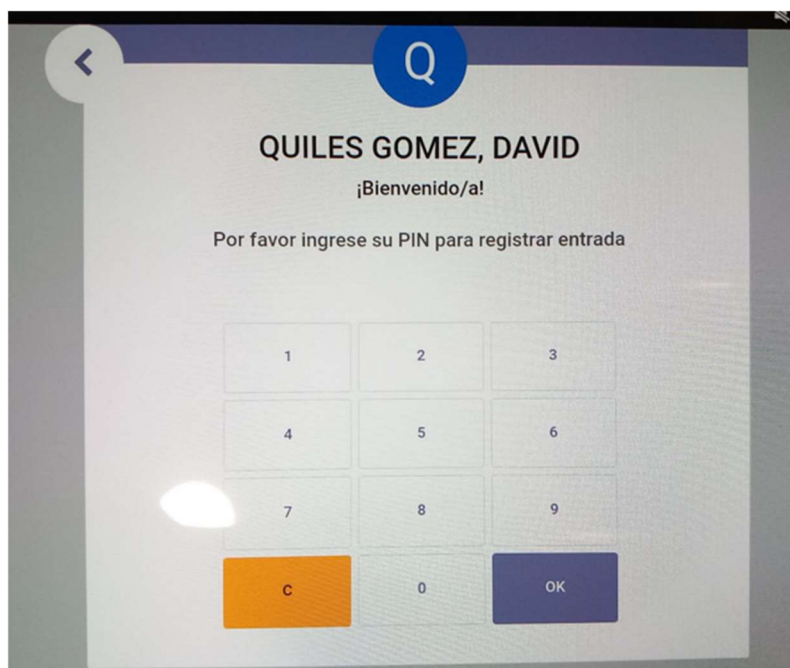 Q
QUILES GOMEZ, DAVID
¡Bienvenido/a!
Por favor ingrese su PIN para registrar entrada
1 2 3
4 5 6
7 8 9
C 0 OK